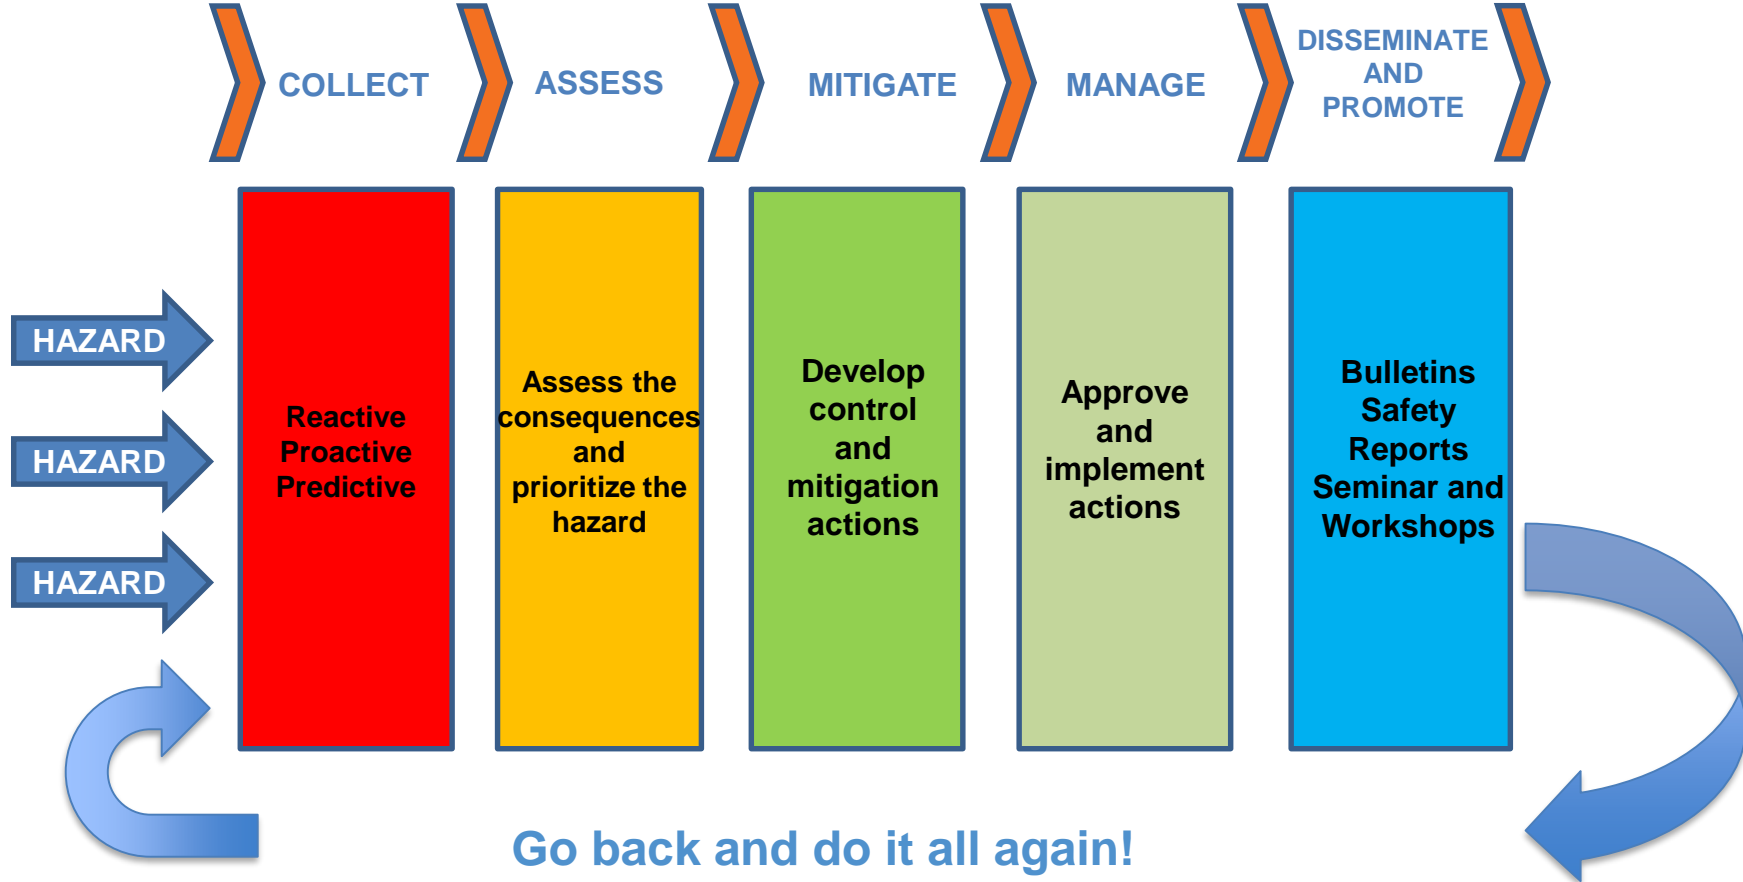 COLLECT
ASSESS
MITIGATE
MANAGE
DISSEMINATE
AND
PROMOTE
HAZARD
HAZARD
HAZARD
Reactive
Proactive
Predictive
Assess the
consequences
and
prioritize the
hazard
Develop
control
and
mitigation
actions
Approve
and
implement
actions
Bulletins
Safety
Reports
Seminar and
Workshops
Go back and do it all again!